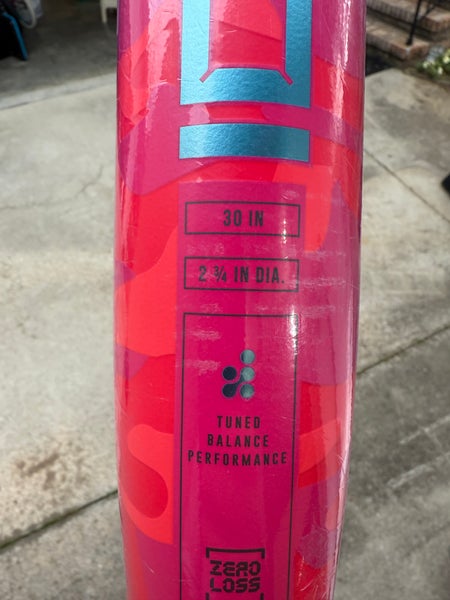 30 IN
2 ¾ IN DIA.
TUNED
BALANCE
PERFORMANCE
ZERO
LOSS